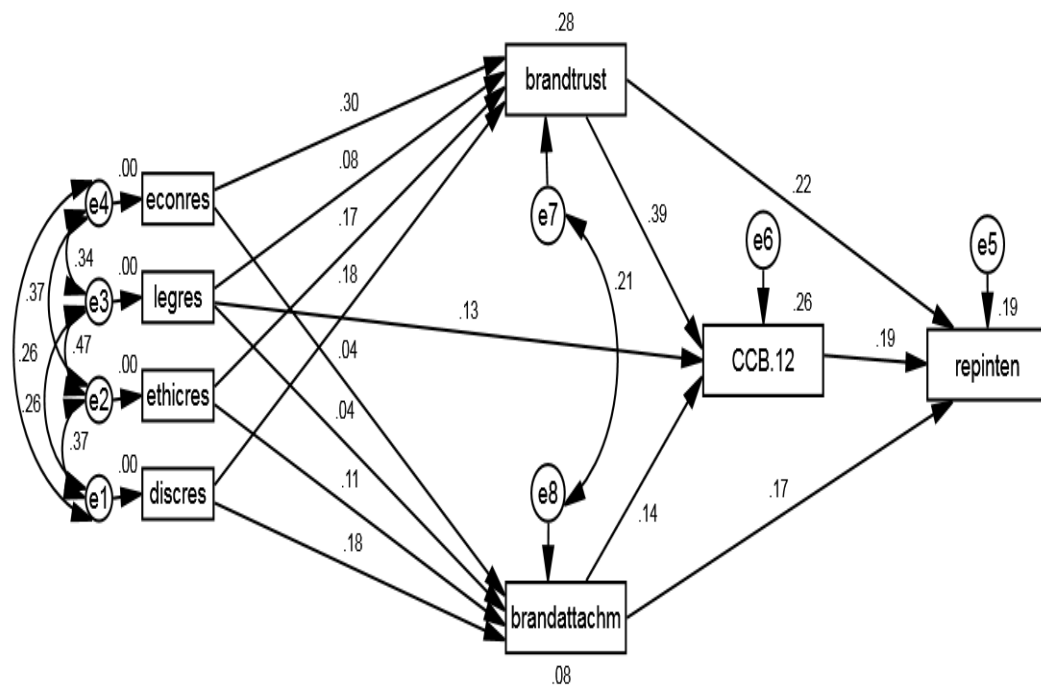 .28
brandtrust
.30
.00
e4
econres
.08
.22
.17
e7
.39
e6
e5
.34
.00
.37
e3
legres
.18
.21
.13
.26
.19
.26
.47
.00
.04
CCB.12
.19
repinten
.26
e2
ethicres
.04
.37
.00
e1
discres
.11
e8
.14
.17
.18
brandattachm
.08